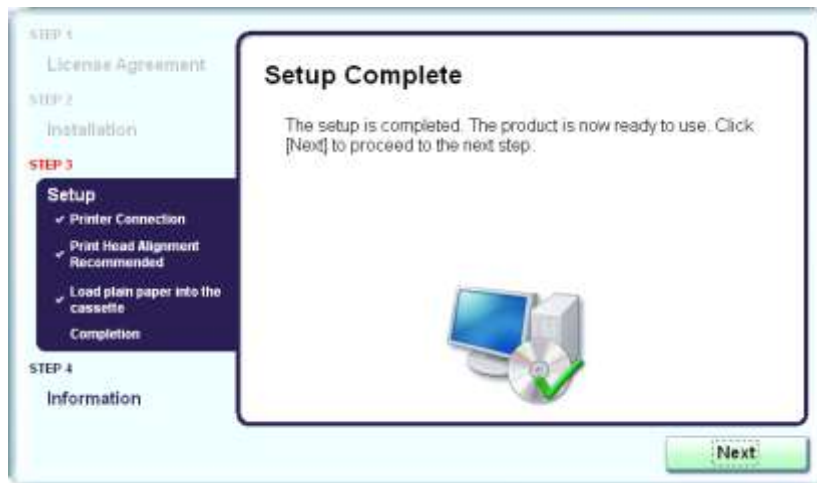 STEP 1
License Agreement
STEP 2
Installation
STEP 3
Setup
Printer Connection
Print Head Alignment
Recommended
Load plain paper into the
cassette
Completion
STEP 4
Information
Setup Complete
The setup is completed. The product is now ready to use. Click
[Next] to proceed to the next step.
Next